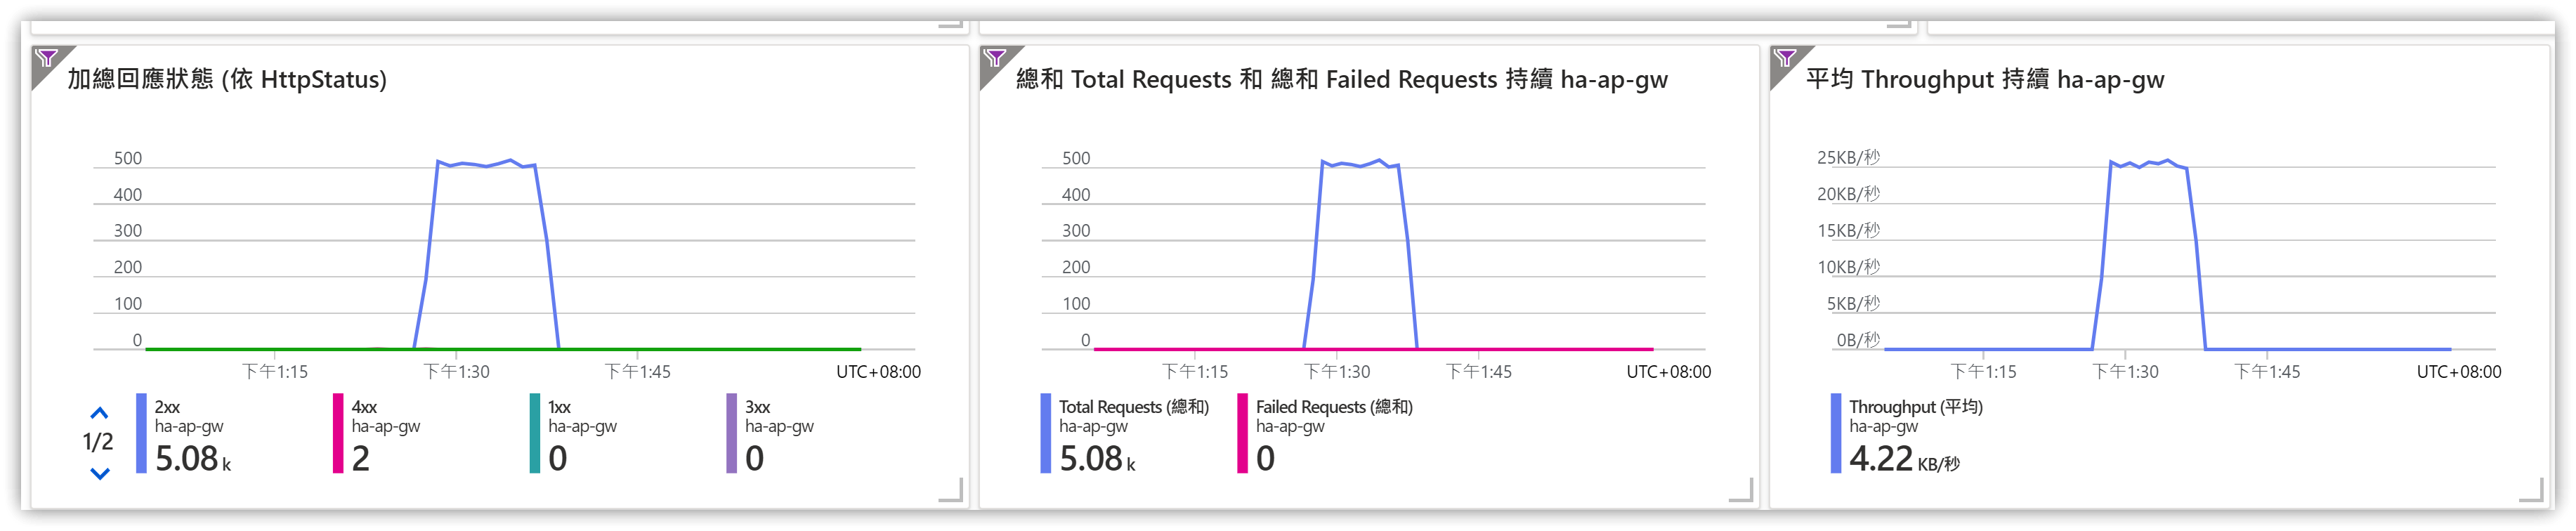 加總回應狀態 (依 HttpStatus)
500
400
300
200
100
0
下午1:15
下午1:30
下午1:45
UTC+08:00
1/2
2xx
ha-ap-gw
5.08 k
4xx
ha-ap-gw
2
1xx
ha-ap-gw
0
3xx
ha-ap-gw
0
總和 Total Requests 和 總和 Failed Requests 持續 ha-ap-gw
500
400
300
200
100
0
下午1:15
下午1:30
下午1:45
UTC+08:00
Total Requests (總和)
ha-ap-gw
5.08 k
Failed Requests (總和)
ha-ap-gw
0
平均 Throughput 持續 ha-ap-gw
25KB/秒
20KB/秒
15KB/秒
10KB/秒
5KB/秒
0B/秒
下午1:15
下午1:30
下午1:45
UTC+08:00
Throughput (平均)
ha-ap-gw
4.22 KB/秒